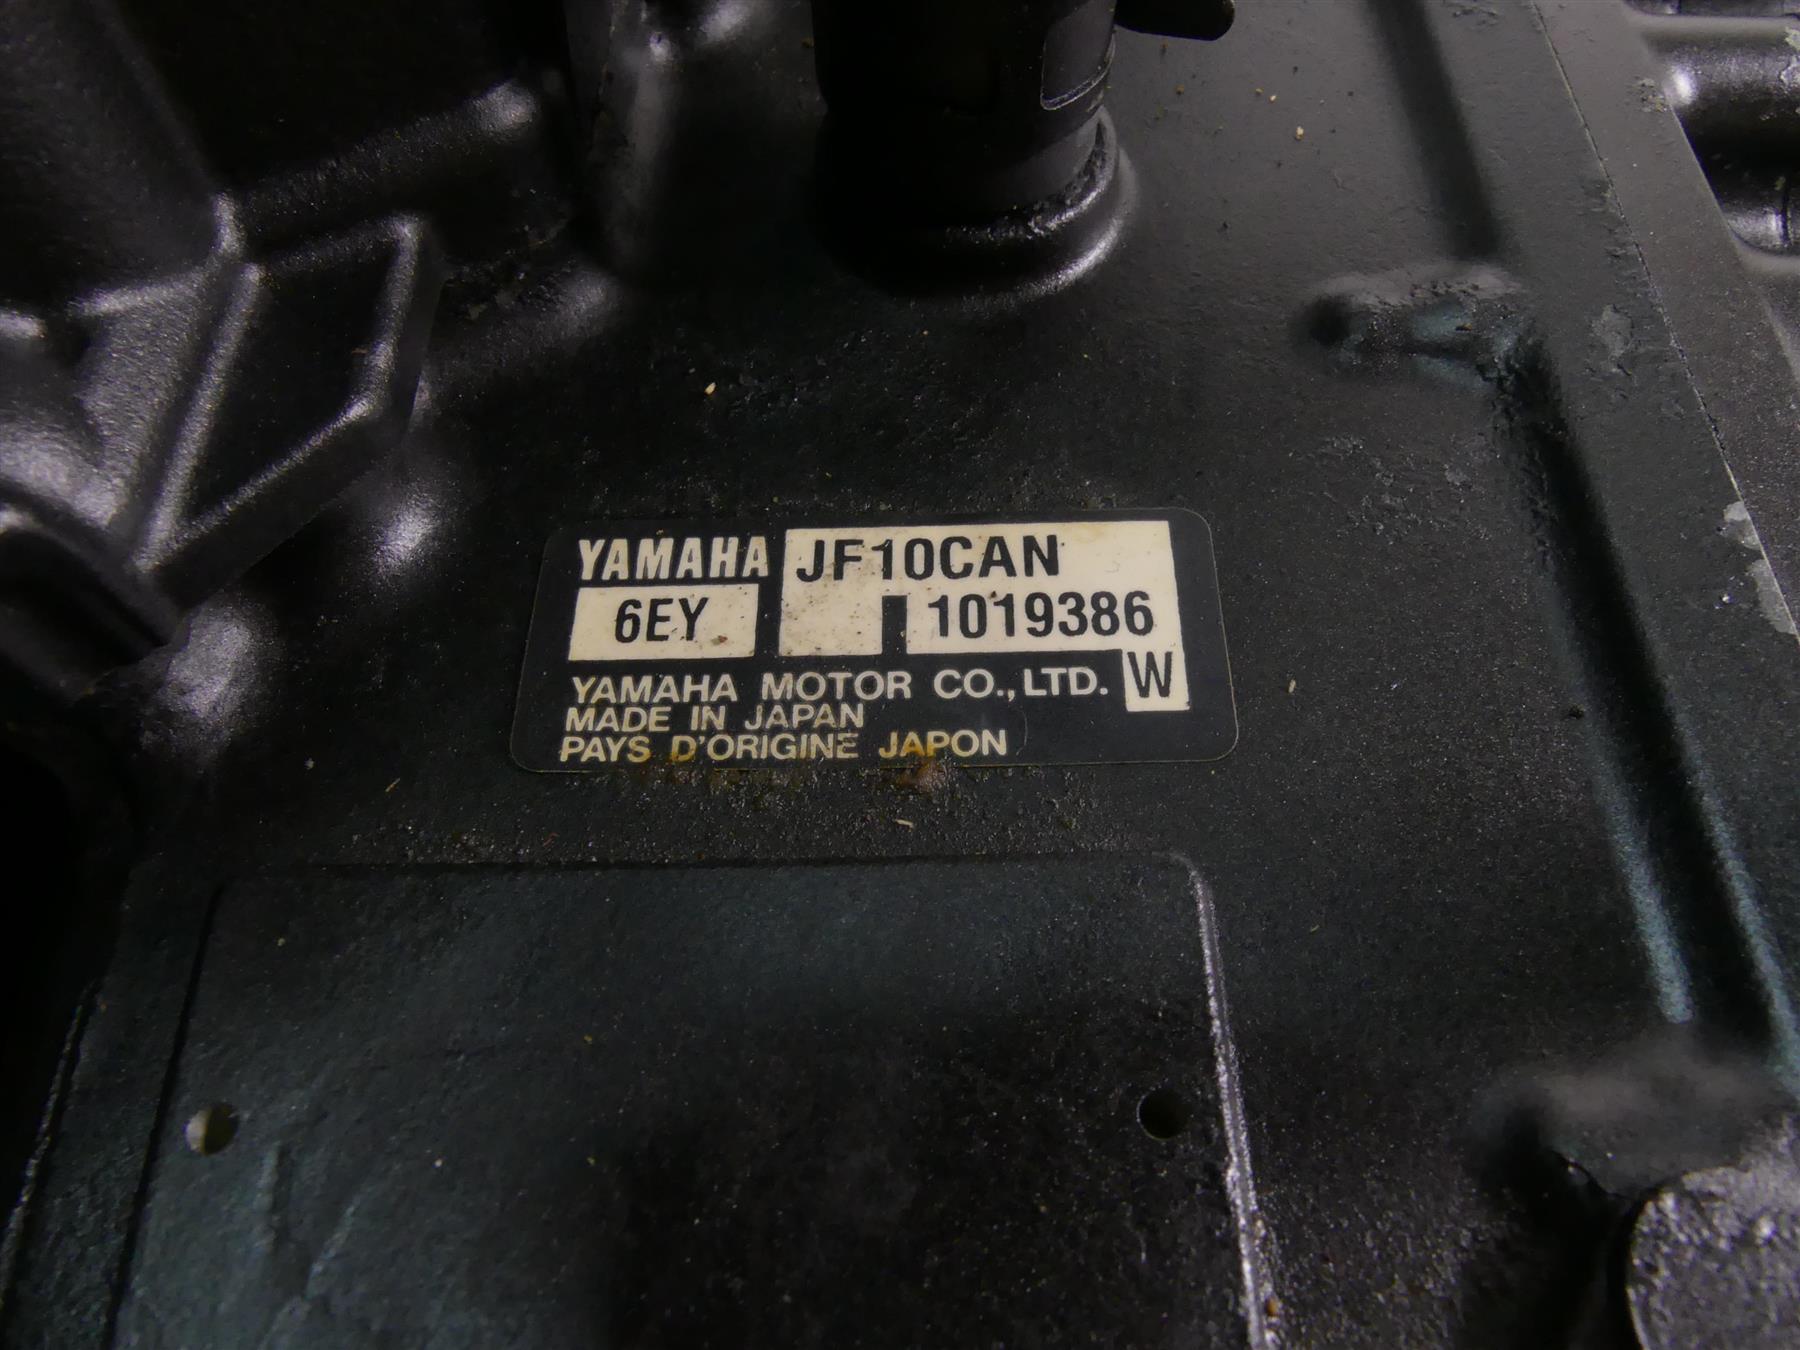 YAMAHA JF10CAN
6EY 1019386
YAMAHA MOTOR CO., LTD. W
MADE IN JAPAN
PAYS D'ORIGINE JAPON